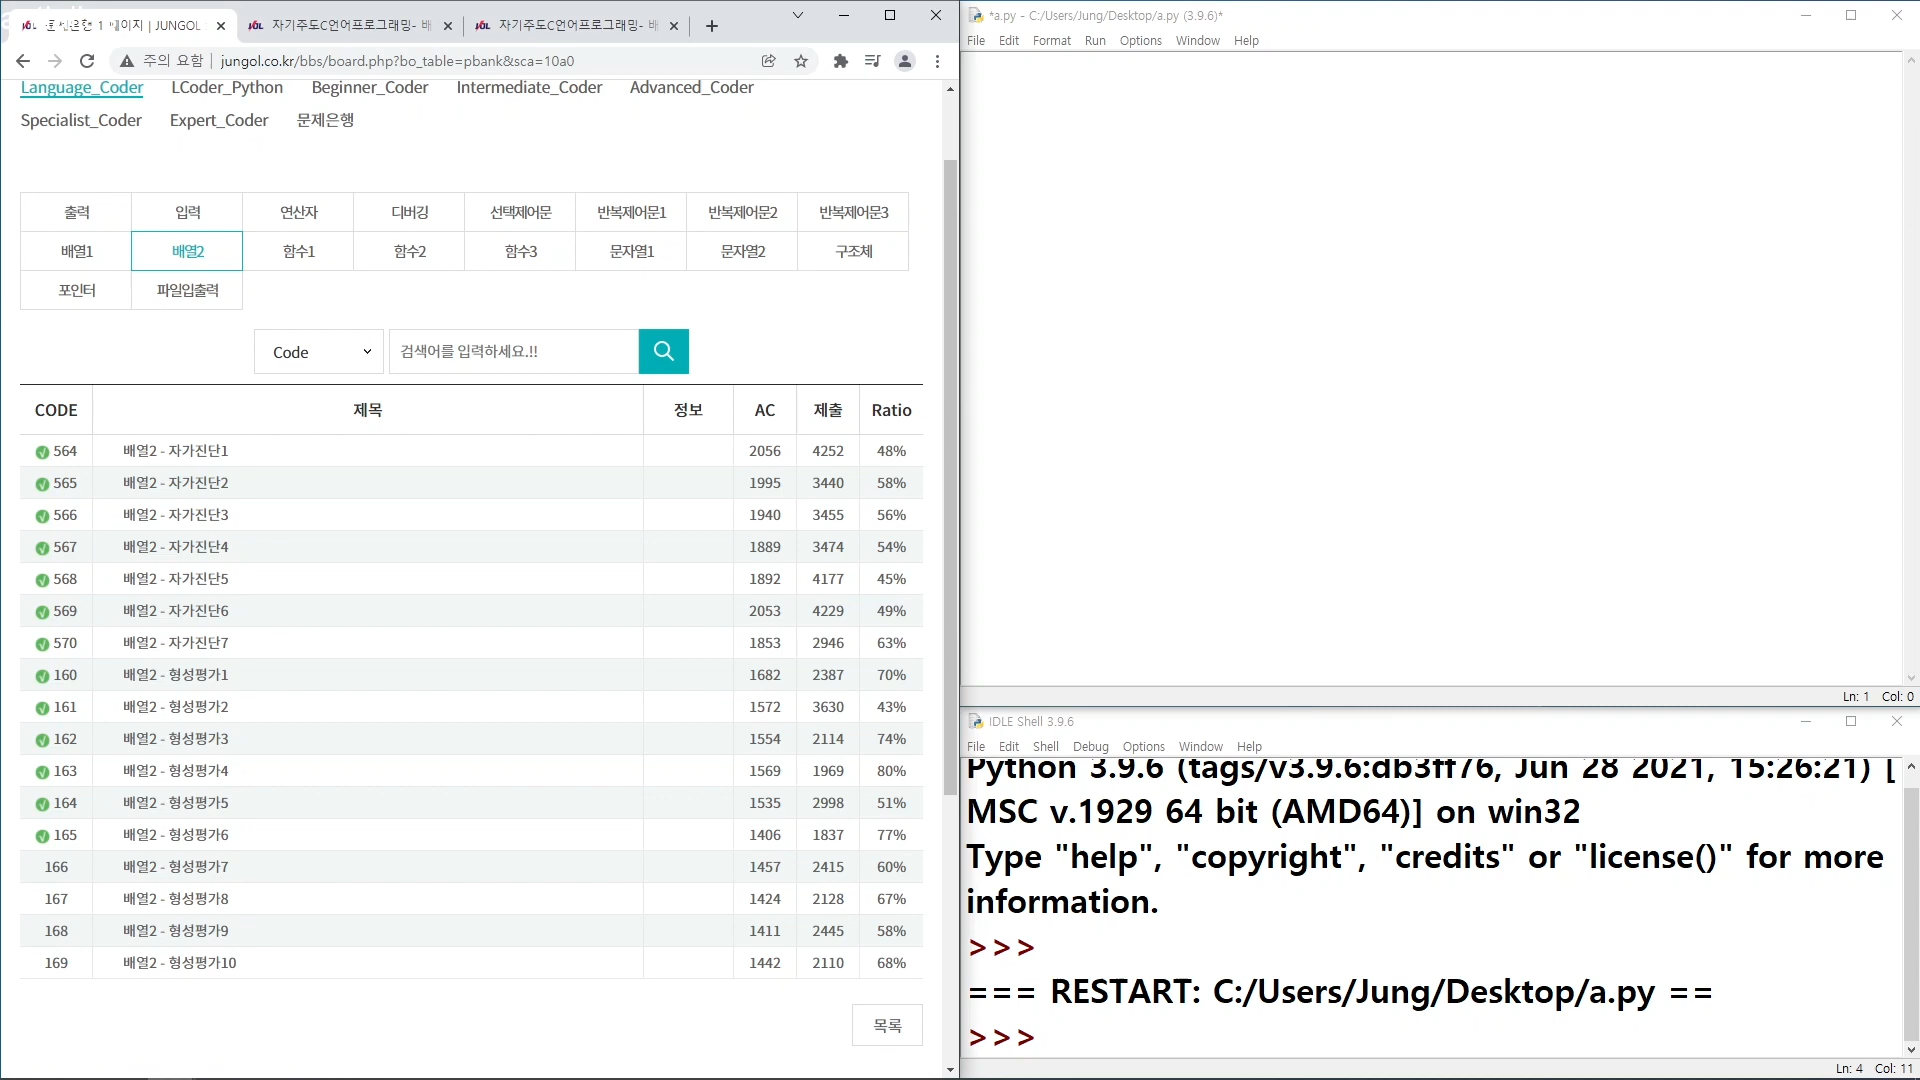 1 페이지 | JUNGOL
자기주도C언어프로그래밍- 배
자기주도C언어프로그래밍- 배
주의 요함 | jungol.co.kr/bbs/board.php?bo_table=pbank&sca=10a0
Language_Coder LCoder_Python Beginner_Coder Intermediate_Coder Advanced_Coder
Specialist_Coder Expert_Coder 문제은행
출력 입력 연산자 디버깅 선택제어문 반복제어문1 반복제어문2 반복제어문3
배열1 배열2 함수1 함수2 함수3 문자열1 문자열2 구조체
포인터 파일입출력
Code 검색어를 입력하세요.!!
CODE 제목 정보 AC 제출 Ratio
564 배열2 - 자가진단1 2056 4252 48%
565 배열2 - 자가진단2 1995 3440 58%
566 배열2 - 자가진단3 1940 3455 56%
567 배열2 - 자가진단4 1889 3474 54%
568 배열2 - 자가진단5 1892 4177 45%
569 배열2 - 자가진단6 2053 4229 49%
570 배열2 - 자가진단7 1853 2946 63%
160 배열2 - 형성평가1 1682 2387 70%
161 배열2 - 형성평가2 1572 3630 43%
162 배열2 - 형성평가3 1554 2114 74%
163 배열2 - 형성평가4 1569 1969 80%
164 배열2 - 형성평가5 1535 2998 51%
165 배열2 - 형성평가6 1406 1837 77%
166 배열2 - 형성평가7 1457 2415 60%
167 배열2 - 형성평가8 1424 2128 67%
168 배열2 - 형성평가9 1411 2445 58%
169 배열2 - 형성평가10 1442 2110 68%
목록
*a.py - C:/Users/Jung/Desktop/a.py (3.9.6)*
File Edit Format Run Options Window Help
Ln: 1 Col: 0
IDLE Shell 3.9.6
File Edit Shell Debug Options Window Help
Python 3.9.6 (tags/v3.9.6:db3ff76, Jun 28 2021, 15:26:21) [
MSC v.1929 64 bit (AMD64)] on win32
Type "help", "copyright", "credits" or "license()" for more
information.
>>>
=== RESTART: C:/Users/Jung/Desktop/a.py ==
>>>
Ln: 4 Col: 11